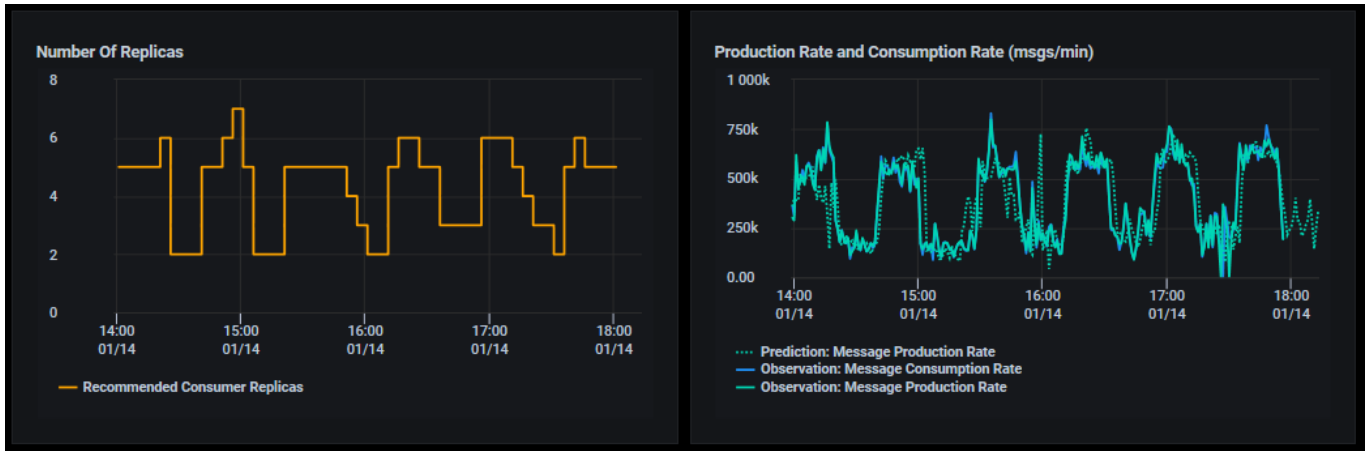 Number Of Replicas
8
6
4
2
0
14:00 15:00 16:00 17:00 18:00
01/14 01/14 01/14 01/14 01/14
Recommended Consumer Replicas
Production Rate and Consumption Rate (msgs/min)
1 000k
750k
500k
250k
0.00
14:00 15:00 16:00 17:00 18:00
01/14 01/14 01/14 01/14 01/14
Prediction: Message Production Rate
Observation: Message Consumption Rate
Observation: Message Production Rate